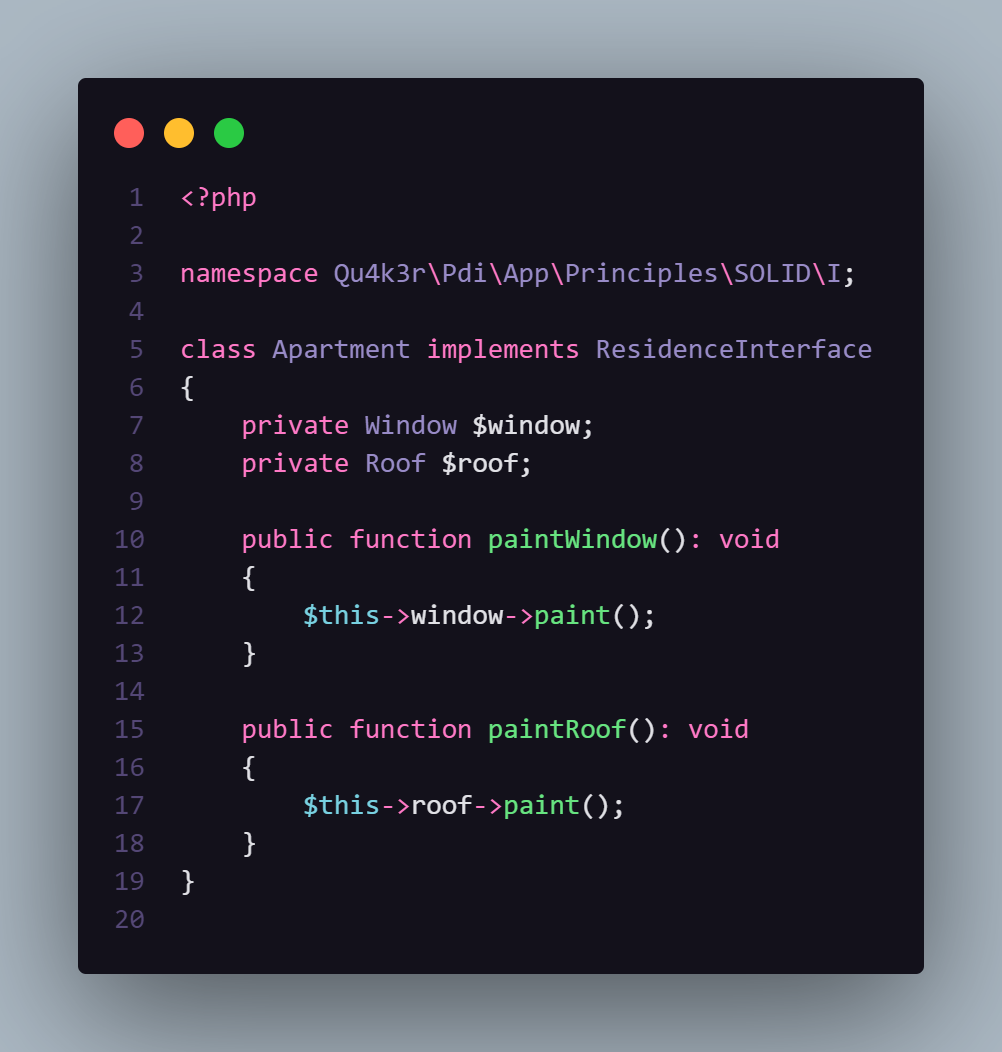 1 <?php
2
3 namespace Qu4k3r\Pdi\App\Principles\SOLID\I;
4
5 class Apartment implements ResidenceInterface
6 {
7     private Window $window;
8     private Roof $roof;
9
10     public function paintWindow(): void
11     {
12         $this->window->paint();
13     }
14
15     public function paintRoof(): void
16     {
17         $this->roof->paint();
18     }
19 }
20